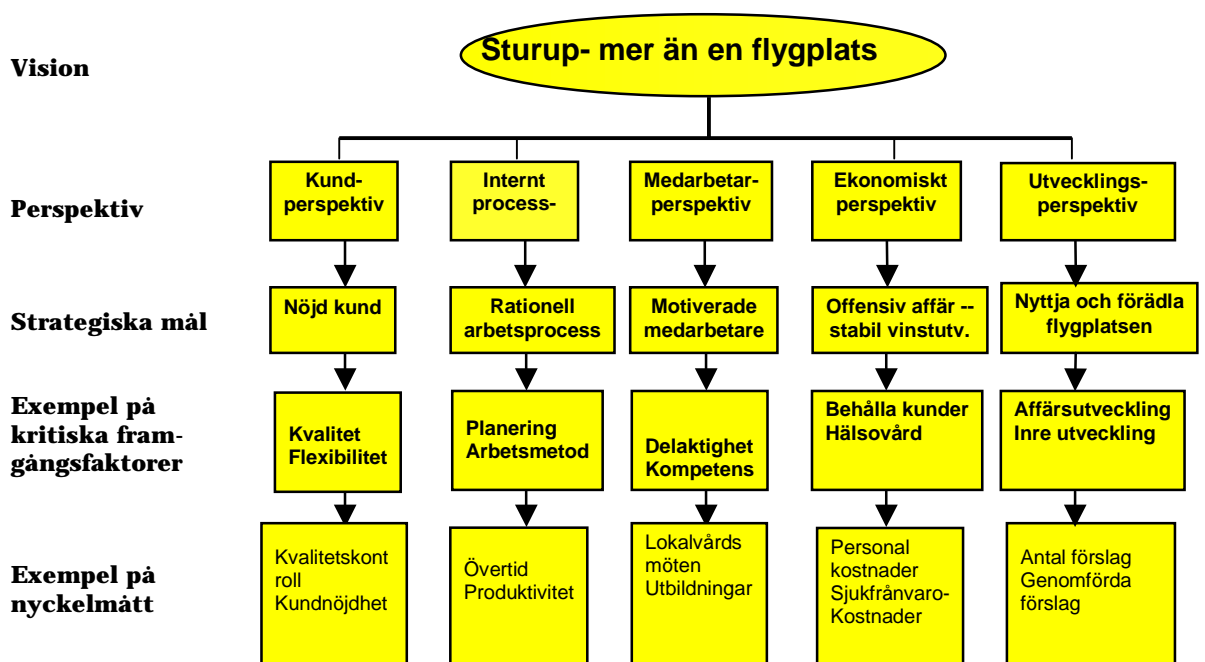 Sturup- mer än en flygplats
Vision
Perspektiv
Kund-
perspektiv
Internt
process-
Medarbetar-
perspektiv
Ekonomiskt
perspektiv
Utvecklings-
perspektiv
Strategiska mål
Nöjd kund
Rationell
arbetsprocess
Motiverade
medarbetare
Offensiv affär --
stabil vinstutv.
Nyttja och förädla
flygplatsen
Exempel på
kritiska fram-
gångsfaktorer
Kvalitet
Flexibilitet
Planering
Arbetsmetod
Delaktighet
Kompetens
Behålla kunder
Hälsovård
Affärsutveckling
Inre utveckling
Exempel på
nyckelmått
Kvalitetskont
roll
Kundnöjdhet
Övertid
Produktivitet
Lokalvårds
möten
Utbildningar
Personal
kostnader
Sjukfrånvaro-
Kostnader
Antal förslag
Genomförda
förslag